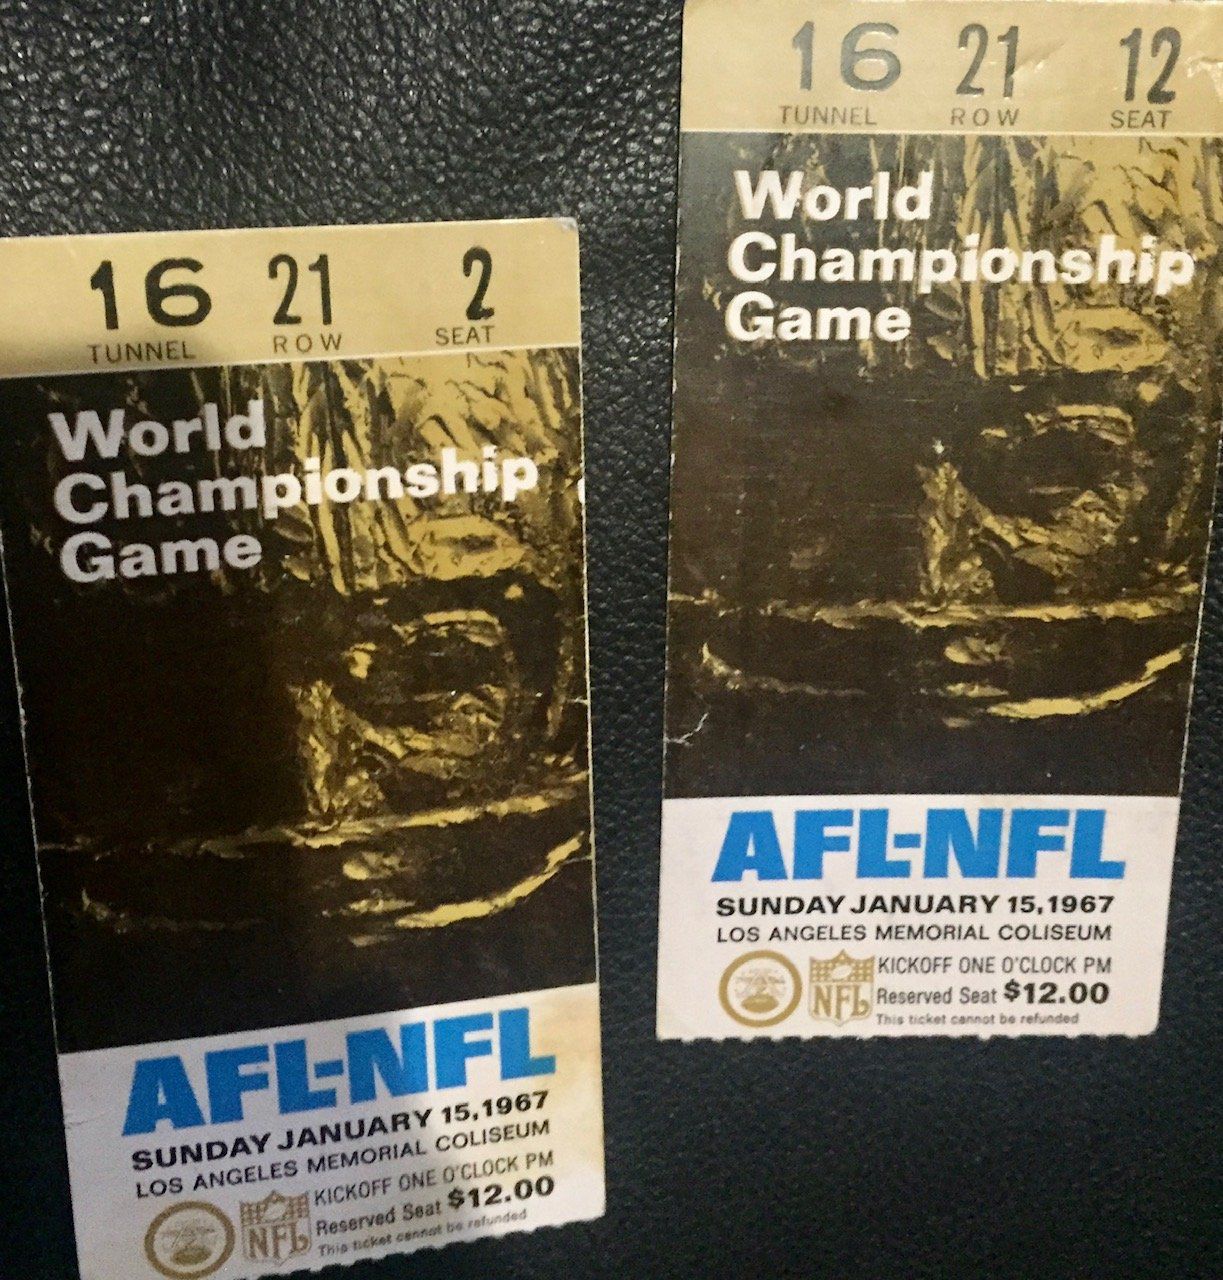 16 21 2
TUNNEL ROW SEAT
World
Championship
Game
AFL-NFL
SUNDAY JANUARY 15, 1967
LOS ANGELES MEMORIAL COLISEUM
KICKOFF ONE O'CLOCK PM
NFL
Reserved Seat $12.00
This ticket cannot be refunded
16 21 12
TUNNEL ROW SEAT
World
Championship
Game
AFL-NFL
SUNDAY JANUARY 15, 1967
LOS ANGELES MEMORIAL COLISEUM
KICKOFF ONE O'CLOCK PM
NFL
Reserved Seat $12.00
This ticket cannot be refunded